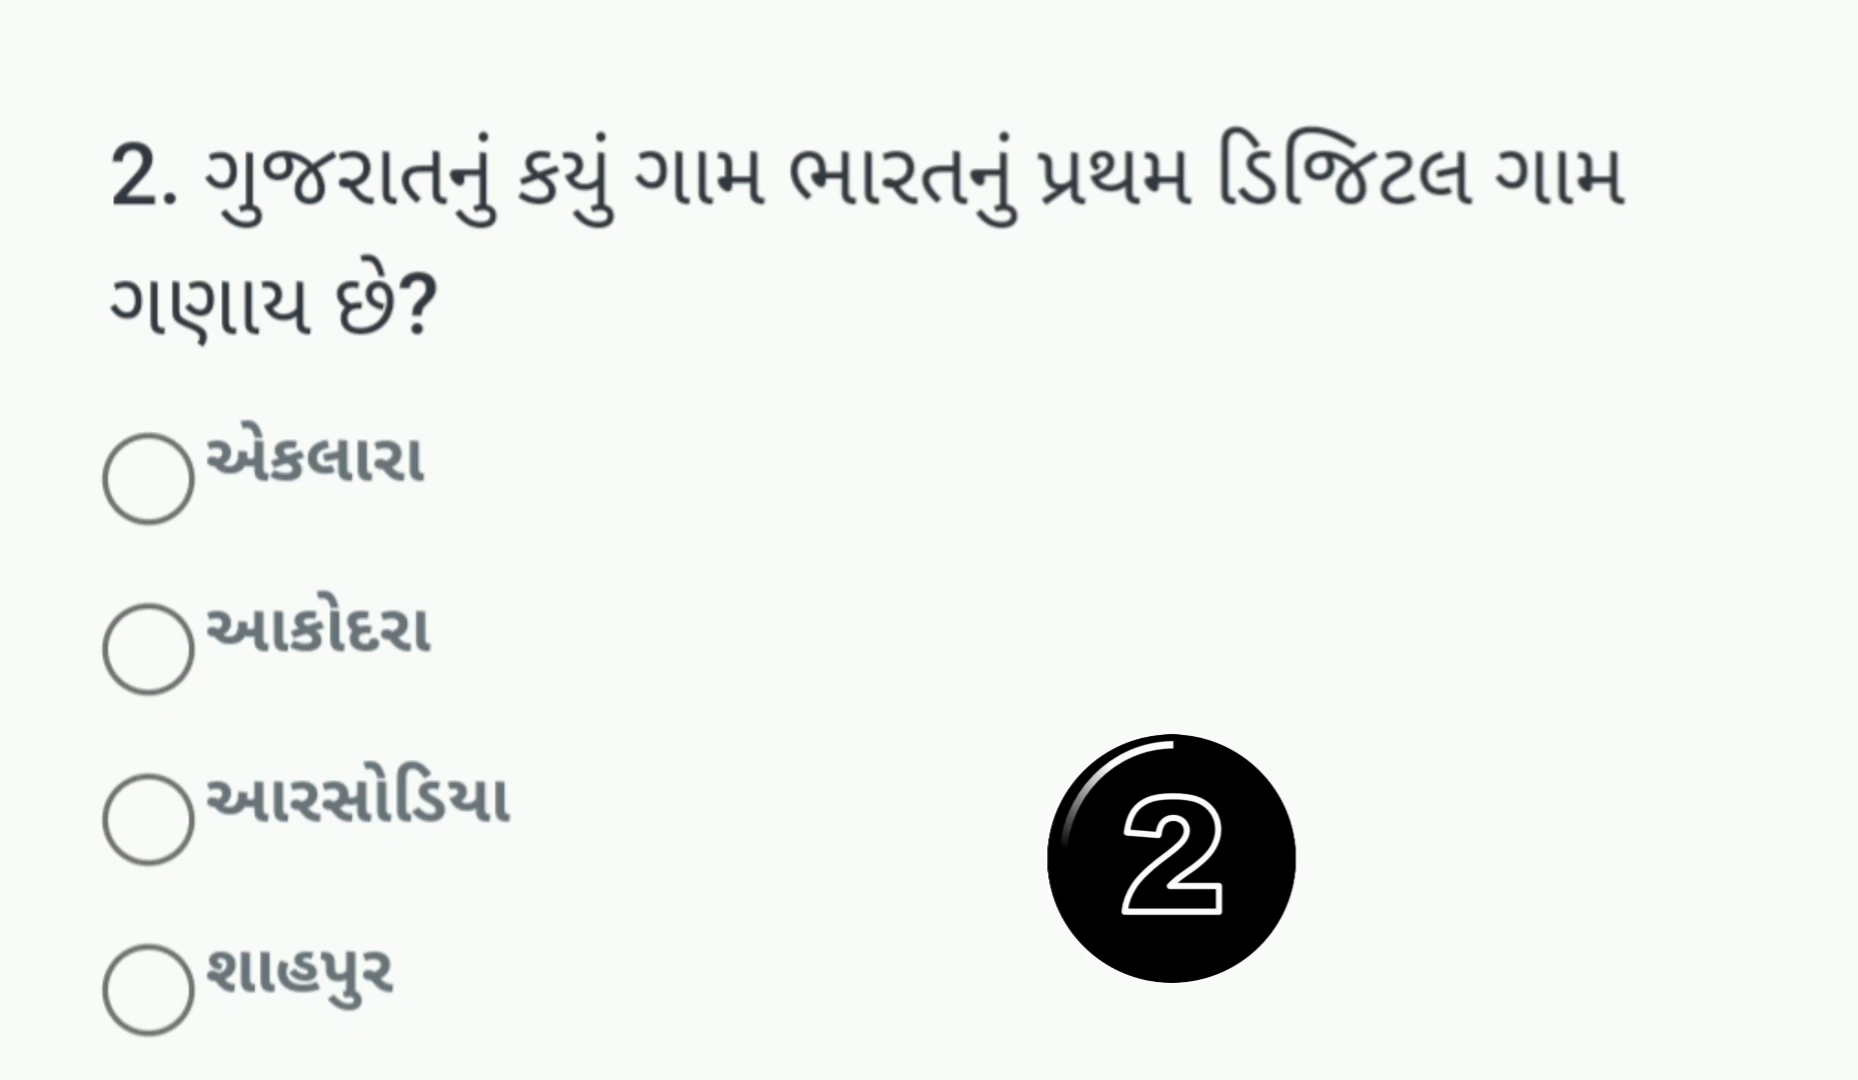 2. ગુજરાતનું કયું ગામ ભારતનું પ્રથમ ડિજિટલ ગામ
ગણાય છે?
એકલારા
આકોદરા
આરસોડિયા
શાહપુર
2